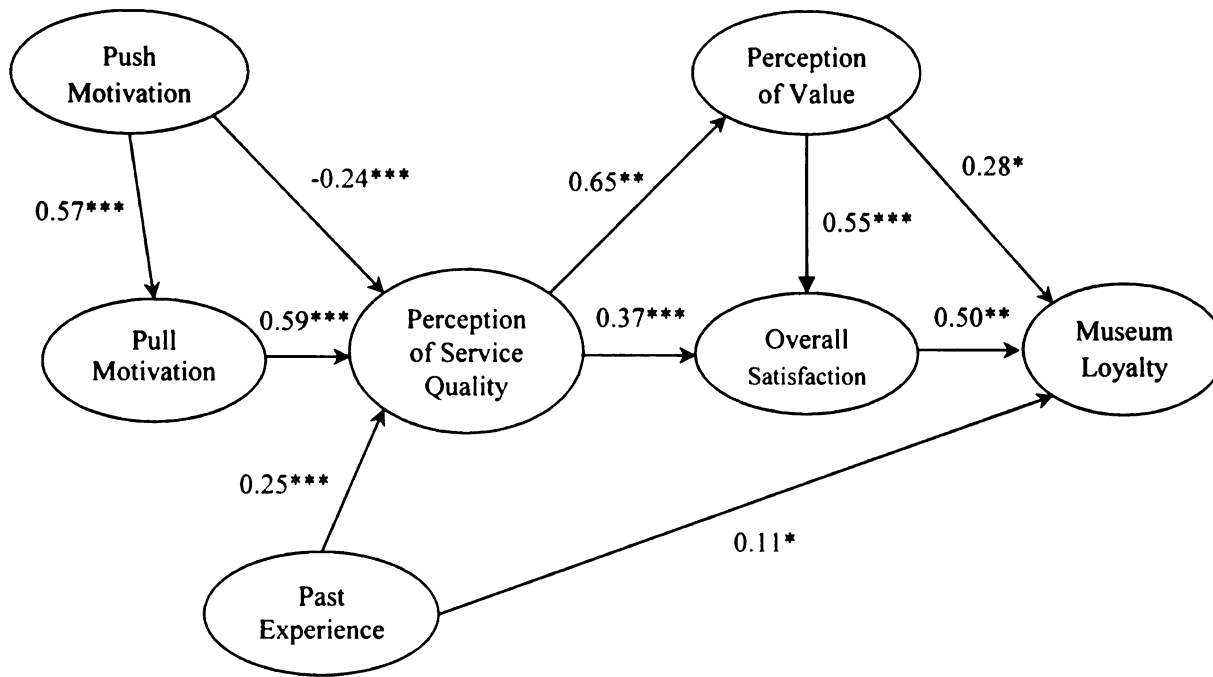 Push
Motivation
Perception
of Value
-0.24***
0.65**
0.28*
0.57***
0.55***
Pull
Motivation
0.59***
Perception
of Service
Quality
0.37***
Overall
Satisfaction
0.50**
Museum
Loyalty
0.25***
0.11*
Past
Experience